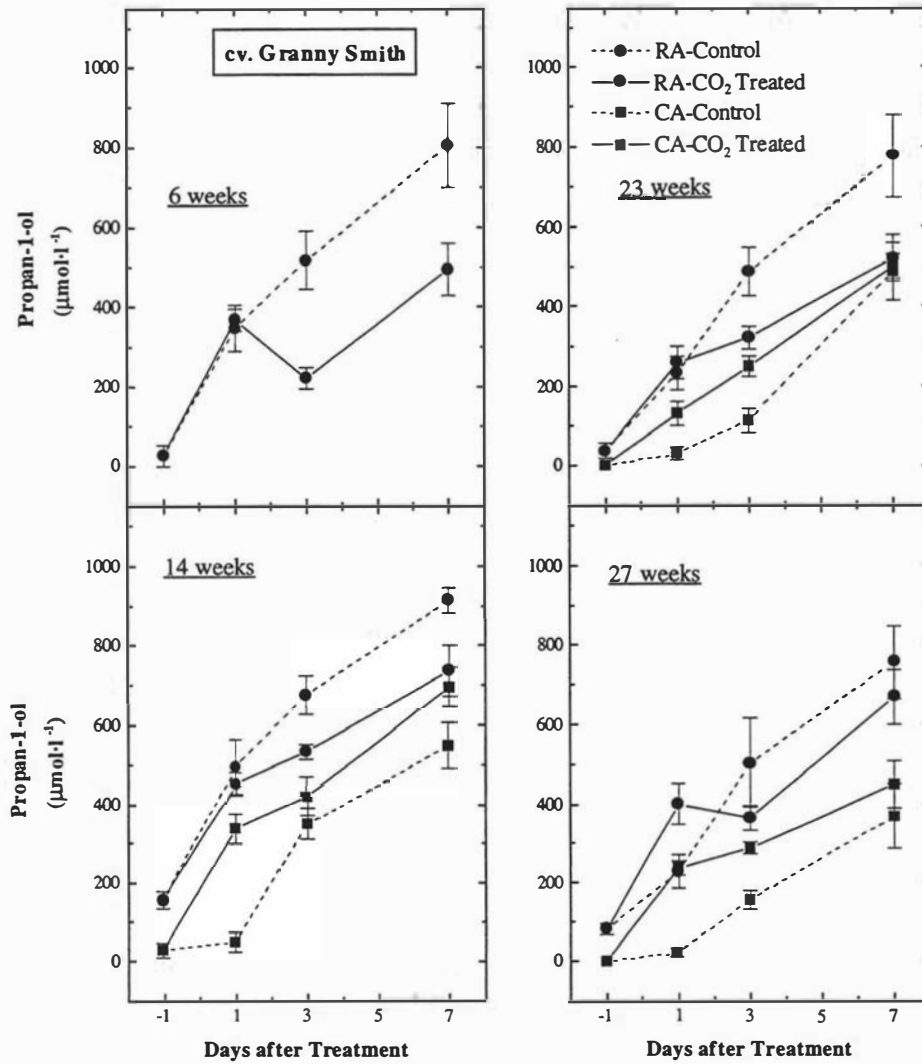 cv. Granny Smith
6 weeks
Propan-1-ol
(μmol·l⁻¹)
1000
800
600
400
200
0
RA-Control
RA-CO₂ Treated
CA-Control
CA-CO₂ Treated
23 weeks
1000
800
600
400
200
0
14 weeks
Propan-1-ol
(μmol·l⁻¹)
1000
800
600
400
200
0
-1 1 3 5 7
Days after Treatment
27 weeks
1000
800
600
400
200
0
-1 1 3 5 7
Days after Treatment